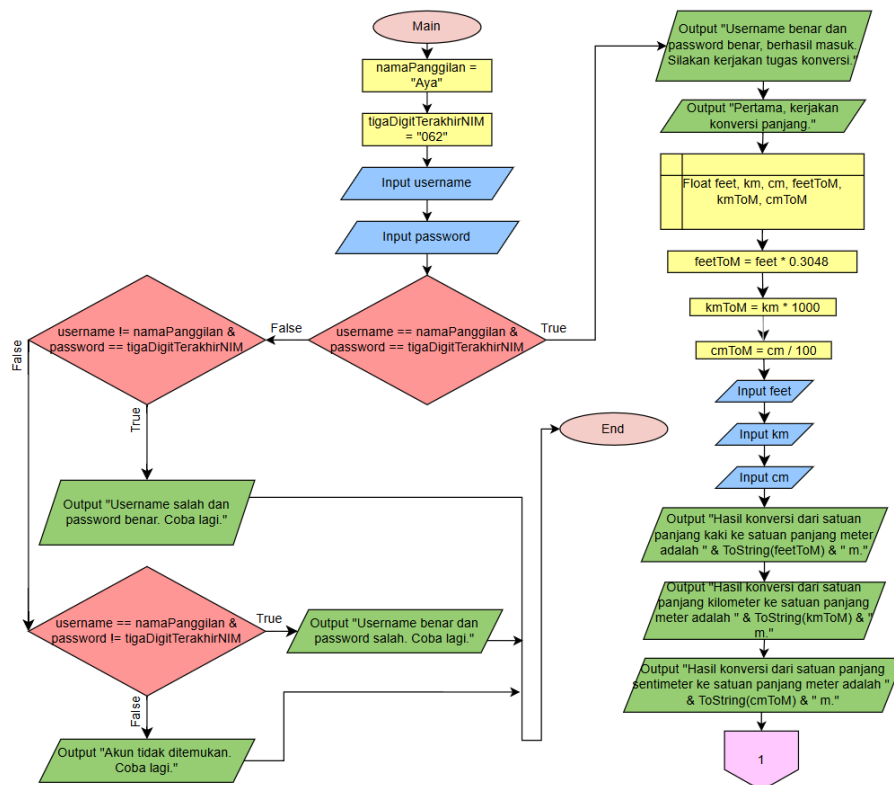 Main
namaPanggilan =
"Aya"
tigaDigitTerakhirNIM
= "062"
Input username
Input password
username == namaPanggilan &
password == tigaDigitTerakhirNIM
False
True
username != namaPanggilan &
password == tigaDigitTerakhirNIM
False
True
Output "Username salah dan
password benar. Coba lagi."
username == namaPanggilan &
password != tigaDigitTerakhirNIM
True
False
Output "Username benar dan
password salah. Coba lagi."
Output "Akun tidak ditemukan.
Coba lagi."
End
Output "Username benar dan
password benar, berhasil masuk.
Silakan kerjakan tugas konversi."
Output "Pertama, kerjakan
konversi panjang."
Float feet, km, cm, feetToM,
kmToM, cmToM
feetToM = feet * 0.3048
kmToM = km * 1000
cmToM = cm / 100
Input feet
Input km
Input cm
Output "Hasil konversi dari satuan
panjang kaki ke satuan panjang meter
adalah " & ToString(feetToM) & " m."
Output "Hasil konversi dari satuan
panjang kilometer ke satuan panjang
meter adalah " & ToString(kmToM) & "
m."
Output "Hasil konversi dari satuan panjang
sentimeter ke satuan panjang meter adalah "
& ToString(cmToM) & " m."
1